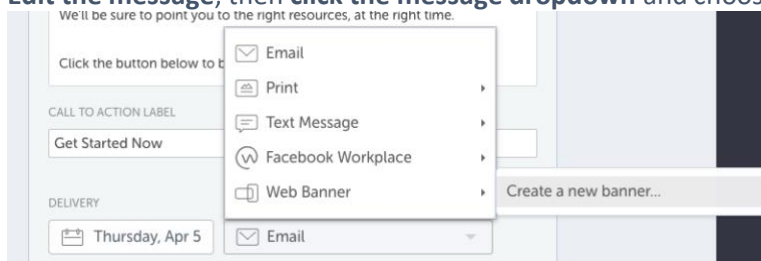 Edit the message, then click the message dropdown and choos
We'll be sure to point you to the right resources, at the right time.
Click the button below to b
Email
Print
Text Message
Facebook Workplace
Web Banner
Create a new banner...
CALL TO ACTION LABEL
Get Started Now
DELIVERY
Thursday, Apr 5
Email